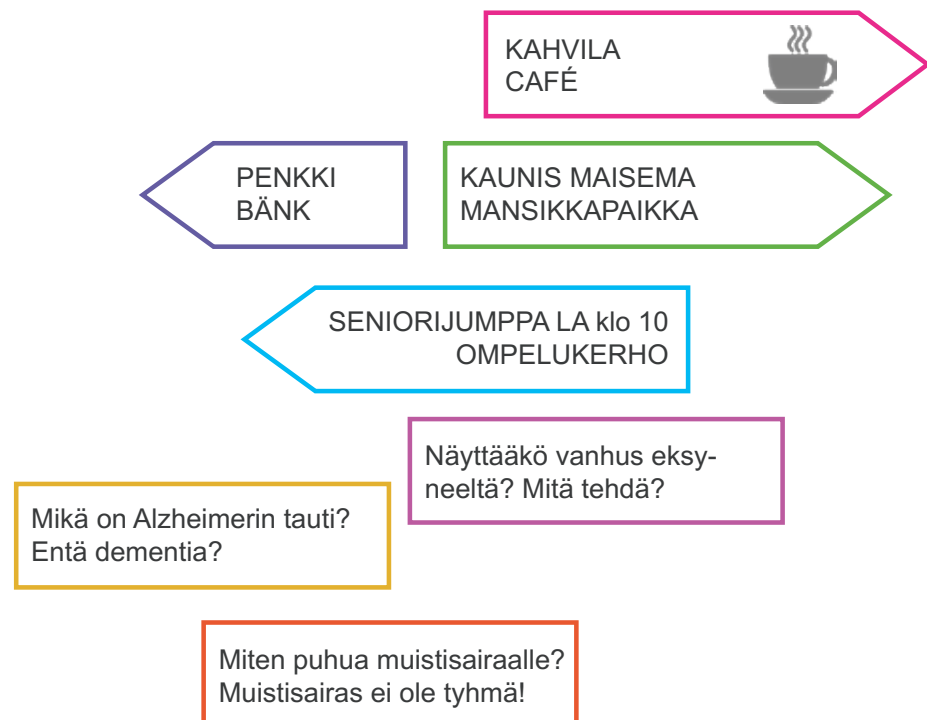 KAHVILA
CAFÉ
PENKKI
BÄNK
KAUNIS MAISEMA
MANSIKKAPAIKKA
SENIORIJUMPPA LA klo 10
OMPELUKERHO
Näyttääkö vanhus eksy-
neeltä? Mitä tehdä?
Mikä on Alzheimerin tauti?
Entä dementia?
Miten puhua muistisairaalle?
Muistisairas ei ole tyhmä!